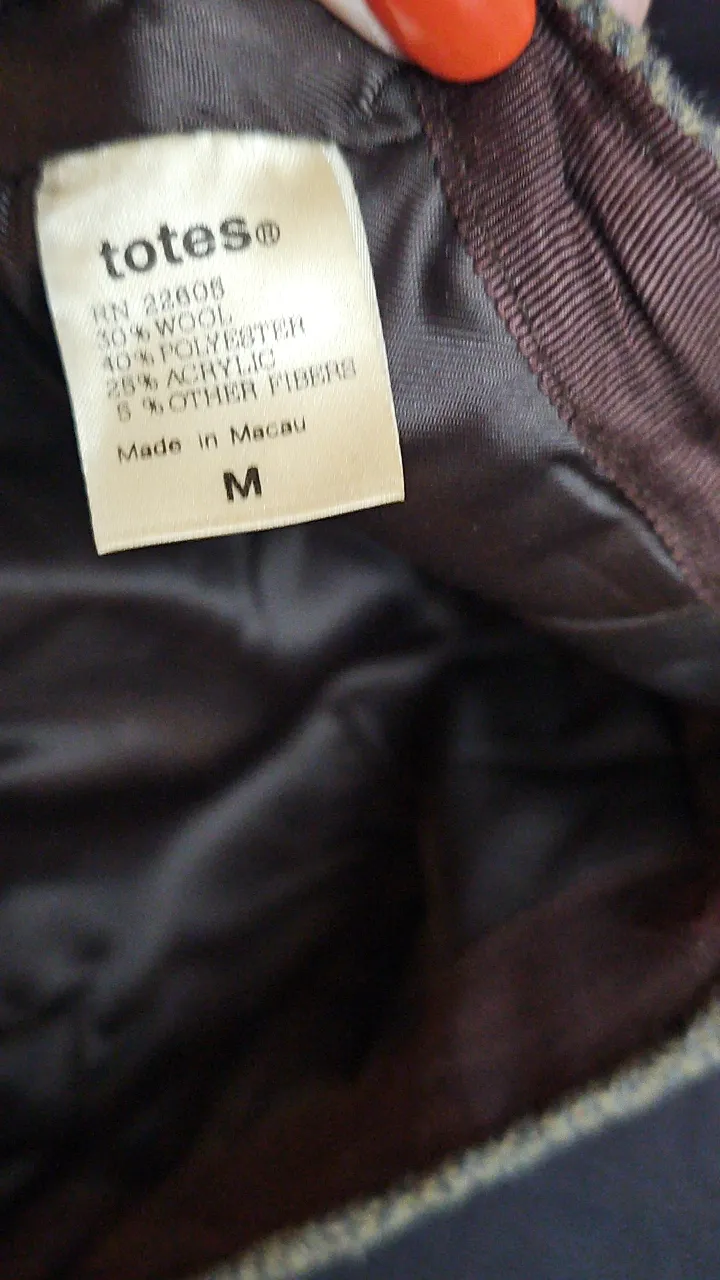 totes®
RN 22605
30% WOOL
40% POLYESTER
25% ACRYLIC
5 % OTHER FIBERS
Made in Macau
M